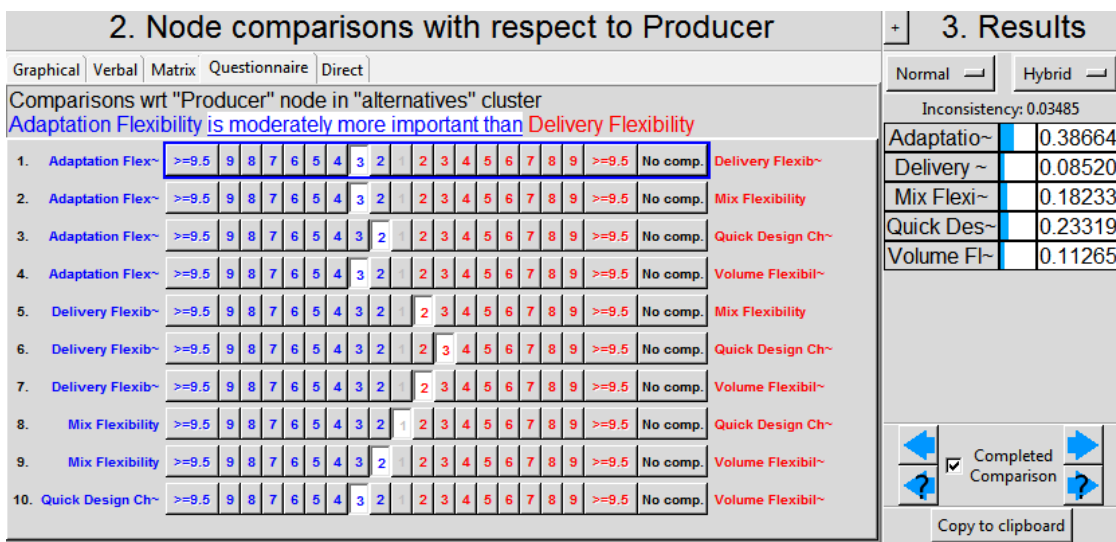 2. Node comparisons with respect to Producer
Graphical Verbal Matrix Questionnaire Direct
Comparisons wrt "Producer" node in "alternatives" cluster
Adaptation Flexibility is moderately more important than Delivery Flexibility
1. Adaptation Flex~ >=9.5 9 8 7 6 5 4 3 2 1 2 3 4 5 6 7 8 9 >=9.5 No comp. Delivery Flexib~
2. Adaptation Flex~ >=9.5 9 8 7 6 5 4 3 2 1 2 3 4 5 6 7 8 9 >=9.5 No comp. Mix Flexibility
3. Adaptation Flex~ >=9.5 9 8 7 6 5 4 3 2 1 2 3 4 5 6 7 8 9 >=9.5 No comp. Quick Design Ch~
4. Adaptation Flex~ >=9.5 9 8 7 6 5 4 3 2 1 2 3 4 5 6 7 8 9 >=9.5 No comp. Volume Flexibil~
5. Delivery Flexib~ >=9.5 9 8 7 6 5 4 3 2 1 2 3 4 5 6 7 8 9 >=9.5 No comp. Mix Flexibility
6. Delivery Flexib~ >=9.5 9 8 7 6 5 4 3 2 1 2 3 4 5 6 7 8 9 >=9.5 No comp. Quick Design Ch~
7. Delivery Flexib~ >=9.5 9 8 7 6 5 4 3 2 1 2 3 4 5 6 7 8 9 >=9.5 No comp. Volume Flexibil~
8. Mix Flexibility >=9.5 9 8 7 6 5 4 3 2 1 2 3 4 5 6 7 8 9 >=9.5 No comp. Quick Design Ch~
9. Mix Flexibility >=9.5 9 8 7 6 5 4 3 2 1 2 3 4 5 6 7 8 9 >=9.5 No comp. Volume Flexibil~
10. Quick Design Ch~ >=9.5 9 8 7 6 5 4 3 2 1 2 3 4 5 6 7 8 9 >=9.5 No comp. Volume Flexibil~
+ 3. Results
Normal Hybrid
Inconsistency: 0.03485
Adaptatio~ 0.38664
Delivery ~ 0.08520
Mix Flexi~ 0.18233
Quick Des~ 0.23319
Volume Fl~ 0.11265
Completed
Comparison
? ?
Copy to clipboard